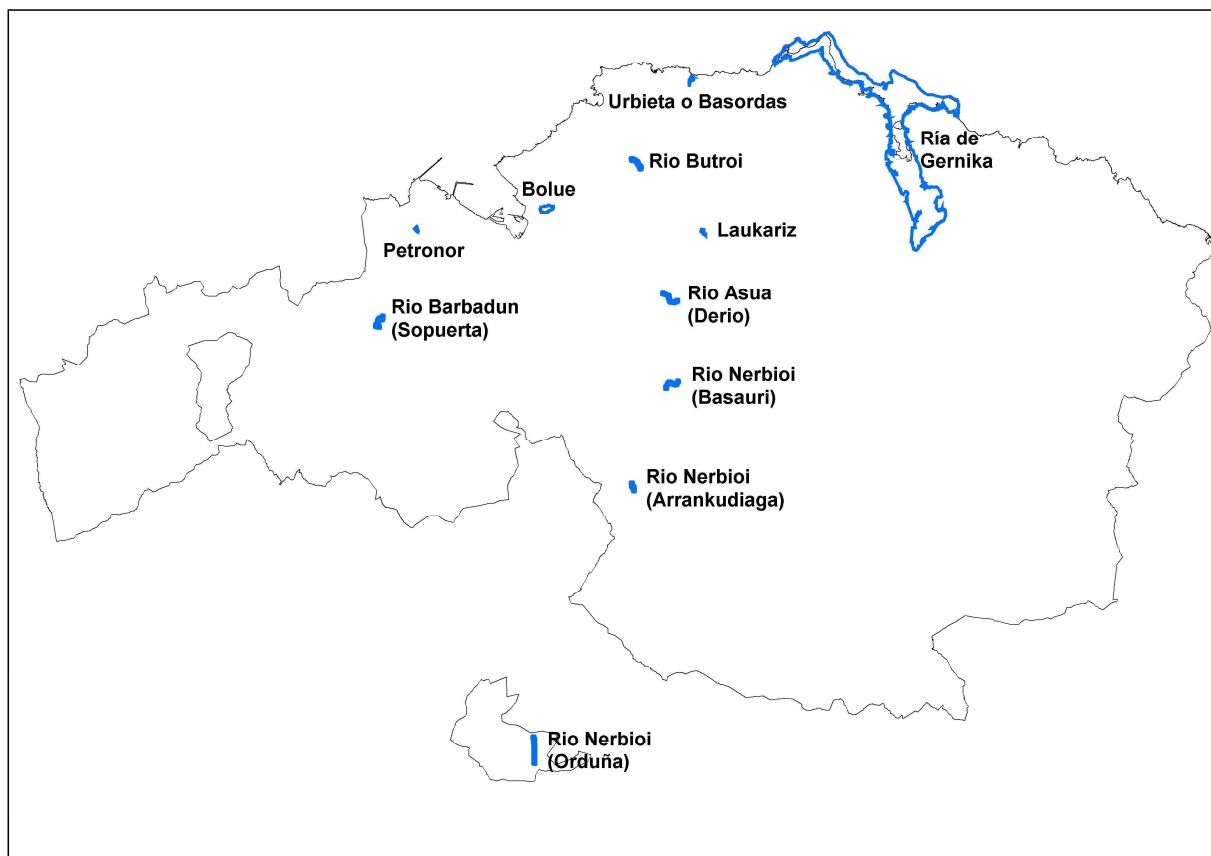 Urbieta o Basordas
Ría de
Gernika
Rio Butroi
Bolue
Laukariz
Petronor
Rio Asua
(Derio)
Rio Barbadun
(Sopuerta)
Rio Nerbioi
(Basauri)
Rio Nerbioi
(Arrankudiaga)
Rio Nerbioi
(Orduña)